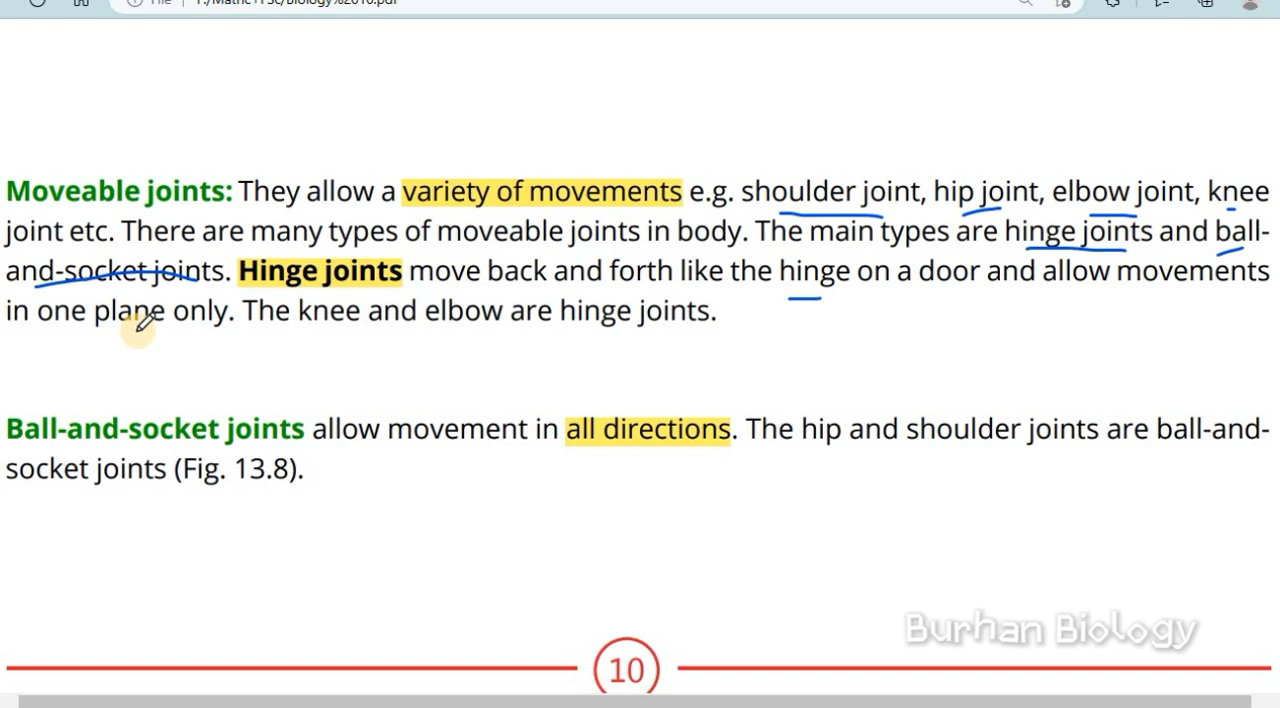 Moveable joints: They allow a variety of movements e.g. shoulder joint, hip joint, elbow joint, knee
joint etc. There are many types of moveable joints in body. The main types are hinge joints and ball-
and-socket joints. Hinge joints move back and forth like the hinge on a door and allow movements
in one plane only. The knee and elbow are hinge joints.
Ball-and-socket joints allow movement in all directions. The hip and shoulder joints are ball-and-
socket joints (Fig. 13.8).
Burhan Biology
10